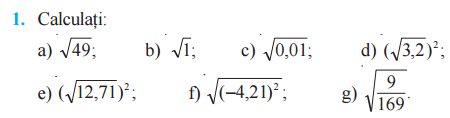 1. Calculați:
a) √49; b) √1; c) √0,01; d) (√3,2)²;
e) (√12,71)²; f) √(–4,21)²; g) √(9/169).